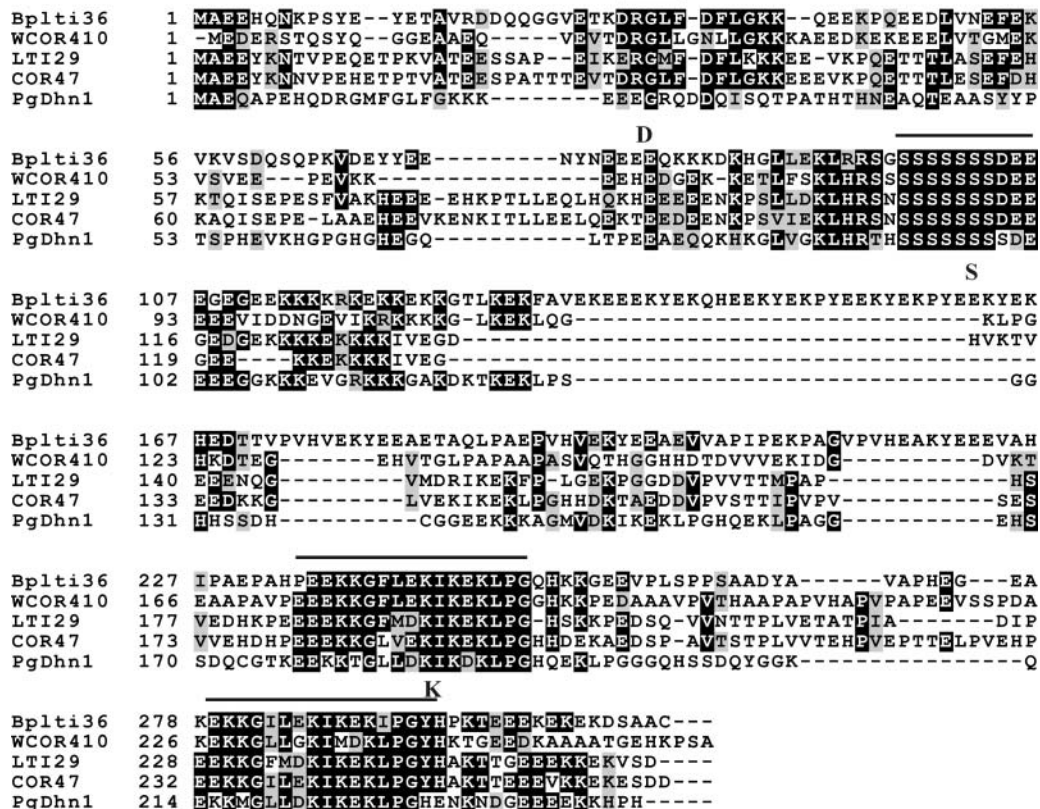 Bplti36 1 MAEEHQNKPSYE--YETAVRDDQQGGVETKDRGLF-DFLGKK--QEEKPQEEDLVNEFEK
WCOR410 1 -MEDERSTQSYQ--GGEAAEQ-----VEVTDRGLLGNLLGKKKAEEDKEKEEELVTGMEK
LTI29 1 MAEEYKNTVPEQETPKVATEESSAP--EIKERGMF-DFLKKKEE-VKPQETTTLASEFEH
COR47 1 MAEEYKNNVPEHETPTVATEESPATTTEVTDRGLF-DFLGKKEEEVKPQETTTLESEFDH
PgDhn1 1 MAEQAPEHQDRGMFGLFGKKK--------EEEGRQDDQISQTPATHTHNEAQTEAASYYP
D
Bplti36 56 VKVSDQSQPKVDEYYEE---------NYNEEEEQKKKDKHGLLEKLRRSGSSSSSSSDEE
WCOR410 53 VSVEE--PEVKK-----------------EEHEDGEK-KETLFSKLHRSSSSSSSSSDEE
LTI29 57 KTQISEPESFVAKHEEE-EHKPTLLEQLHQKHEEEEENKPSLLDKLHRSNSSSSSSSDEE
COR47 60 KAQISEPE-LAAEHEEVKENKITLLEELQEKTEEDEENKPSVIEKLHRSNSSSSSSSDEE
PgDhn1 53 TSPHEVKHGPGHGHEGQ-----------LTPEEAEQQKHKGLVGKLHRTHSSSSSSSSDE
S
Bplti36 107 EGEGEEKKKKRKEKKEKKGTLKEKFAVEKEEEKYEKQHEEKYEKPYEEKYEKPYEEKYEK
WCOR410 93 EEEVIDDNGEVIKRKKKKG-LKEKLQG-----------------------------KLPG
LTI29 116 GEDGEKKKKEKKKKIVEGD------------------------------------HVKTV
COR47 119 GEE----KKEKKKKIVEG------------------------------------------
PgDhn1 102 EEEGGKKKEVGRKKKGAKDKTKEKLPS-------------------------------GG
Bplti36 167 HEDTTVPVHVEKYEEAETAQLPAEPVHVEKYEEAEVVAPIPEKPAGVPVHEAKYEEEVAH
WCOR410 123 HKDTEG-------EHVTGLPAPAAPASVQTHGGHHDTDVVVEKIDG----------DVKT
LTI29 140 EEENQG---------VMDRIKEKFP-LGEKPGGDDVPVVTTMPAP-------------HS
COR47 133 EEDKKG---------LVEKIKEKLPGHHDKTAEDDVPVSTTIPVPV-----------SES
PgDhn1 131 HHSSDH----------CGGEEKKKAGMVDKIKEKLPGHQEKLPAGG-----------EHS
Bplti36 227 IPAEPAHPEEKKGFLEKIKEKLPGQHKKGEEVPLSPPSAADYA------VAPHEG---EA
WCOR410 166 EAAPAVPEEEKKGFLEKIKEKLPGGHKKPEDAAAVPVTHAAPAPVHAPVPAPEEVSSPDA
LTI29 177 VEDHKPEEEEKKGFMDKIKEKLPG-HSKKPEDSQ-VVNTTPLVETATPIA------DIPV
COR47 173 VVEHDHPEEEKKGLVEKIKEKLPGHHDEKAEDSP-AVTSTPLVVTEHPVEPTTELPVEHP
PgDhn1 170 SDQCGTKEEKKTGLLDKIKDKLPGHQEKLPGGGQHSSDQYGGK----------------Q
K
Bplti36 278 KEKKGILEKIKEKIPGYHPKTEEEKEKEKDSAAC---
WCOR410 226 KEKKGLLGKIMDKLPGYHKTGEEDKAAAATGEHKPSA
LTI29 228 EEKKGFMDKIKEKLPGYHAKTTGEEEKKEKVSD----
COR47 232 EEKKGILEKIKEKLPGYHAKTTEEEVKKEKESDD---
PgDhn1 214 EKKMGLLDKIKEKLPGHENKNDGEEEEKKHPH-----